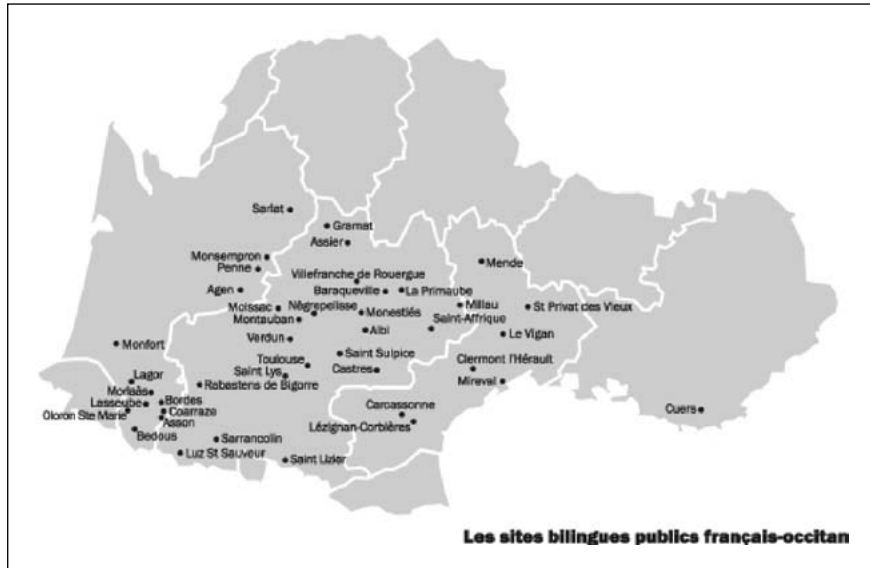 Sarlat
Gramat
Assier
Monsempron
Penne
Mende
Villefranche de Rouergue
Agen
Baraqueville
La Primaube
Moissac
Nègrepelisse
Monestiés
Millau
St Privat des Vieux
Montauban
Saint-Affrique
Albi
Le Vigan
Verdun
Monfort
Saint Sulpice
Toulouse
Clermont l'Hérault
Saint Lys
Castres
Lagor
Rabastens de Bigorre
Mireval
Morlaàs
Lasseube
Bordes
Oloron Ste Marie
Coarraze
Carcassonne
Cuers
Asson
Lézignan-Corbières
Bedous
Sarrancolin
Luz St Sauveur
Saint Lizier
Les sites bilingues publics français-occitan